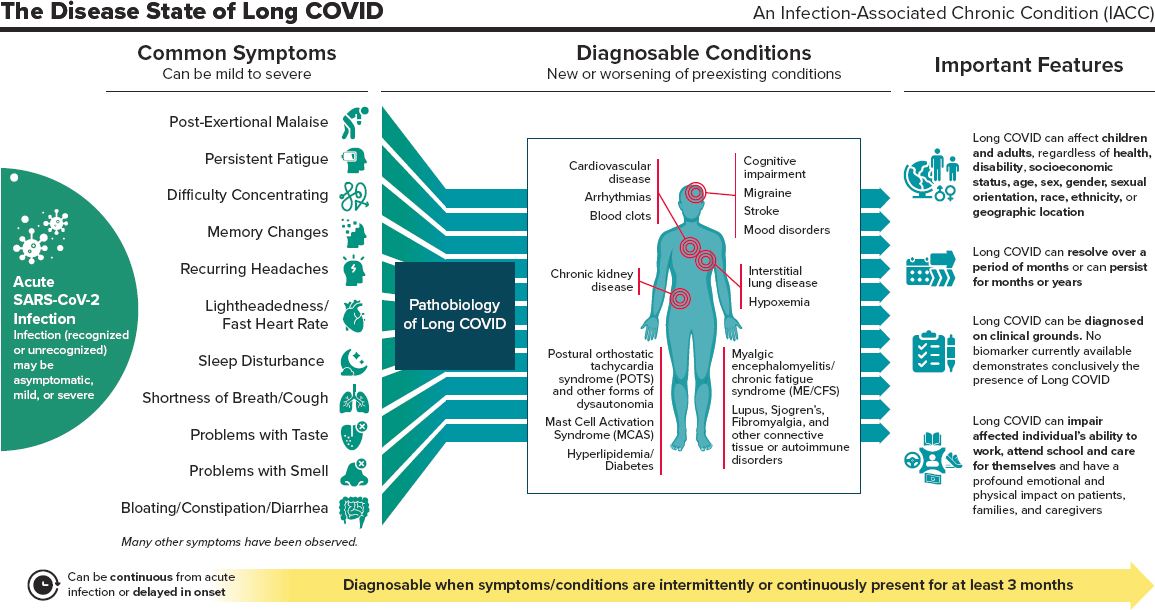 The Disease State of Long COVID
An Infection-Associated Chronic Condition (IACC)
Common Symptoms
Can be mild to severe
Diagnosable Conditions
New or worsening of preexisting conditions
Important Features
Acute
SARS-CoV-2
Infection
Infection (recognized
or unrecognized)
may be
asymptomatic,
mild, or severe
Post-Exertional Malaise
Persistent Fatigue
Difficulty Concentrating
Memory Changes
Recurring Headaches
Lightheadedness/
Fast Heart Rate
Sleep Disturbance
Shortness of Breath/Cough
Problems with Taste
Problems with Smell
Bloating/Constipation/Diarrhea
Many other symptoms have been observed.
Pathobiology
of Long COVID
Cardiovascular
disease
Arrhythmias
Blood clots
Cognitive
impairment
Migraine
Stroke
Mood disorders
Chronic kidney
disease
Interstitial
lung disease
Hypoxemia
Postural orthostatic
tachycardia
syndrome (POTS)
and other forms of
dysautonomia
Mast Cell Activation
Syndrome (MCAS)
Hyperlipidemia/
Diabetes
Myalgic
encephalomyelitis/
chronic fatigue
syndrome (ME/CFS)
Lupus, Sjogren's,
Fibromyalgia, and
other connective
tissue or autoimmune
disorders
Long COVID can affect children
and adults, regardless of health,
disability, socioeconomic
status, age, sex, gender, sexual
orientation, race, ethnicity, or
geographic location
Long COVID can resolve over a
period of months or can persist
for months or years
Long COVID can be diagnosed
on clinical grounds. No
biomarker currently available
demonstrates conclusively the
presence of Long COVID
Long COVID can impair
affected individual's ability to
work, attend school and care
for themselves and have a
profound emotional and
physical impact on patients,
families, and caregivers
Can be continuous from acute
infection or delayed in onset
Diagnosable when symptoms/conditions are intermittently or continuously present for at least 3 months